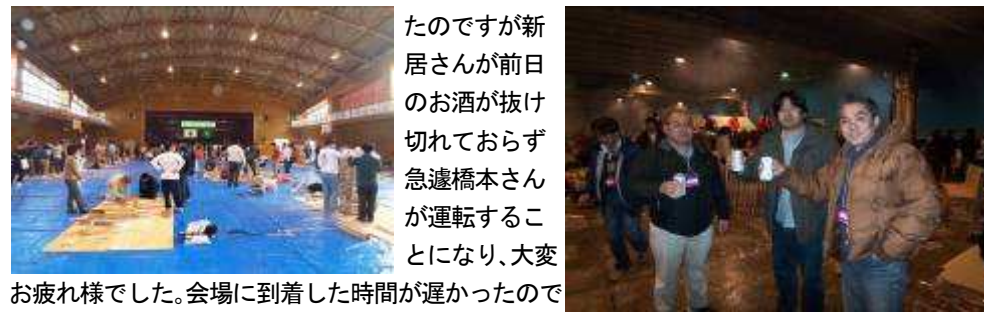 たのですが新
居さんが前日
のお酒が抜け
切れておらず
急遽橋本さん
が運転するこ
とになり、大変
お疲れ様でした。会場に到着した時間が遅かったので